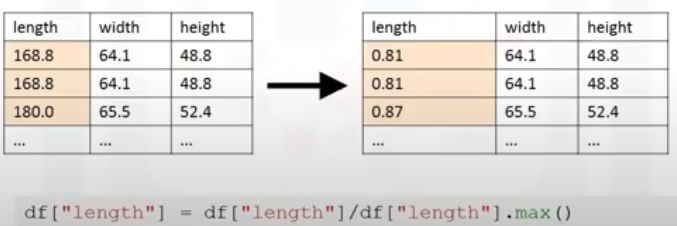 length width height length width height
168.8 64.1 48.8 0.81 64.1 48.8
168.8 64.1 48.8 0.81 64.1 48.8
180.0 65.5 52.4 0.87 65.5 52.4
... ... ... ... ... ...
df["length"] = df["length"]/df["length"].max()